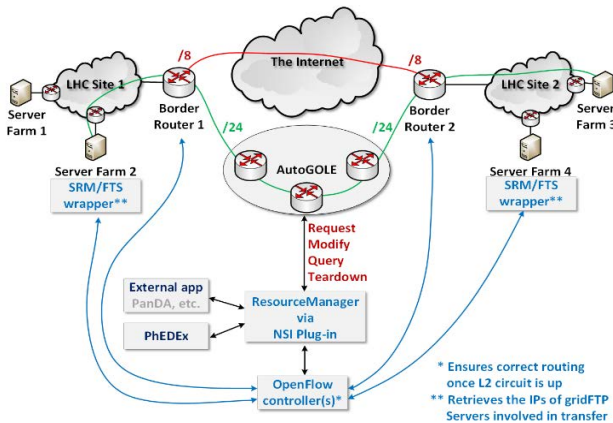 /8
/8
The Internet
LHC Site 1
LHC Site 2
Server
Farm 1
Border
Router 1
Border
Router 2
Server
Farm 3
/24
/24
AutoGOLE
Server Farm 2
Server Farm 4
SRM/FTS
wrapper**
SRM/FTS
wrapper**
Request
Modify
Query
Teardown
External app
PanDA, etc.
ResourceManager
via
NSI Plug-in
PhEDEx
OpenFlow
controller(s)*
* Ensures correct routing
once L2 circuit is up
** Retrieves the IPs of gridFTP
Servers involved in transfer